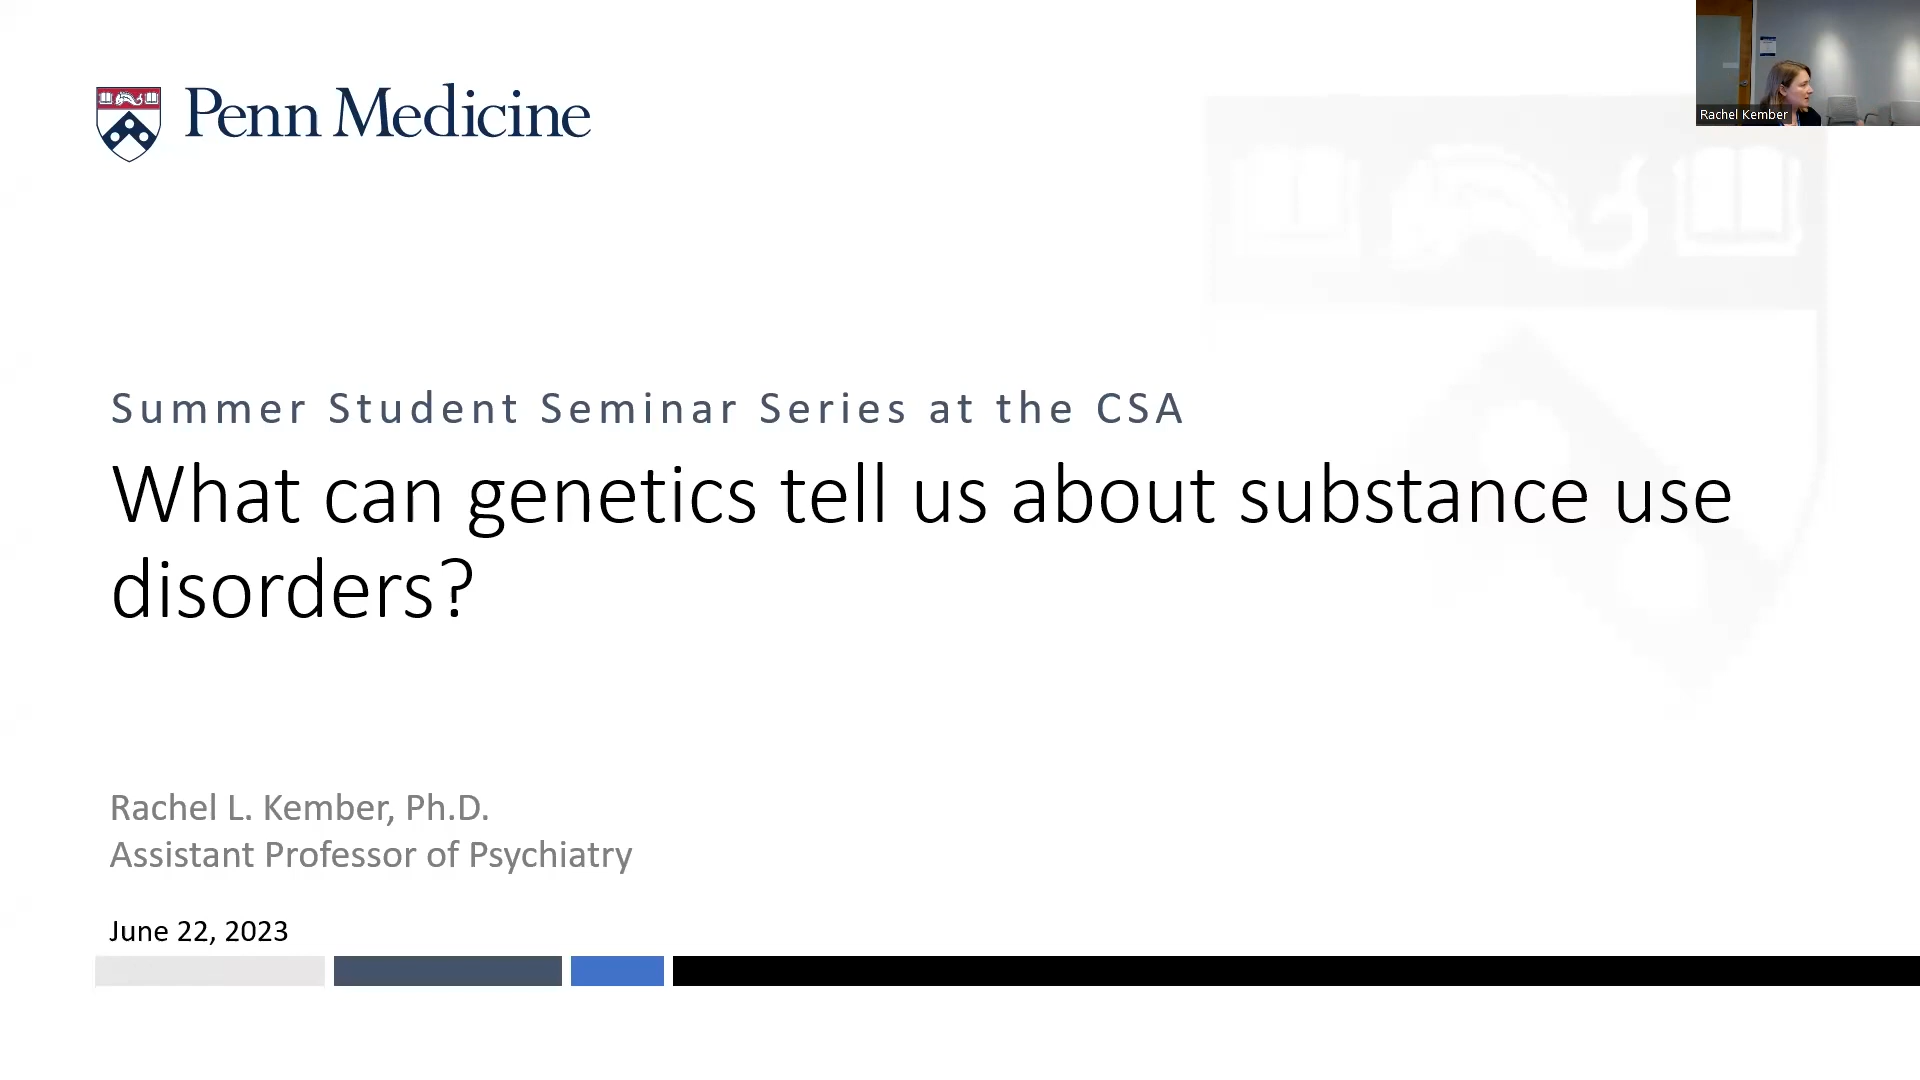 Penn Medicine
Rachel Kember
Summer Student Seminar Series at the CSA
What can genetics tell us about substance use
disorders?
Rachel L. Kember, Ph.D.
Assistant Professor of Psychiatry
June 22, 2023